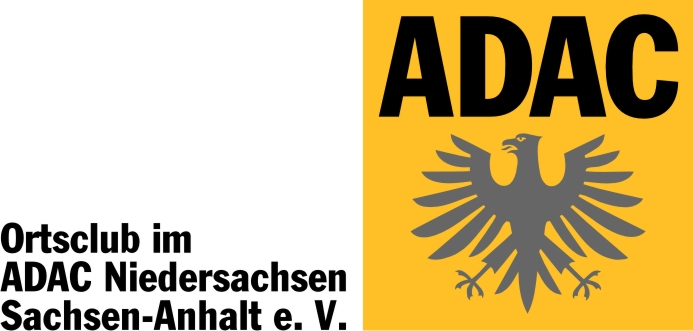 ADAC
Ortsclub im
ADAC Niedersachsen
Sachsen-Anhalt e. V.